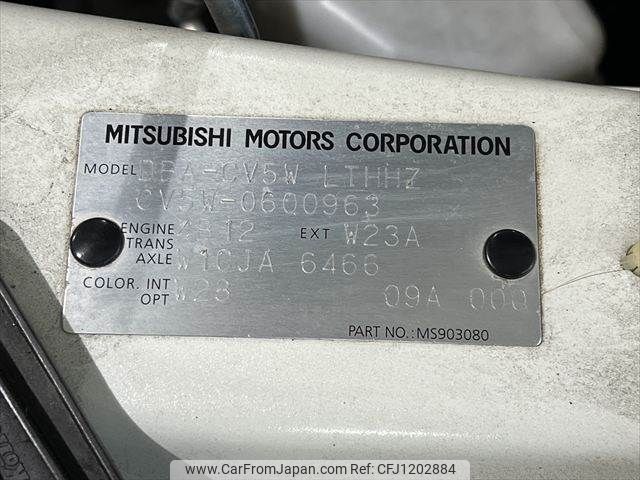 MITSUBISHI MOTORS CORPORATION
MODEL DBA-CV5W LTHHZ
CV5W-0600963
ENGINE 4B12 EXT W23A
TRANS
AXLE W1CJA 6466
COLOR. INT
OPT W23 09A 000
PART NO.: MS903080
www.CarFromJapan.com - CFJ1202884